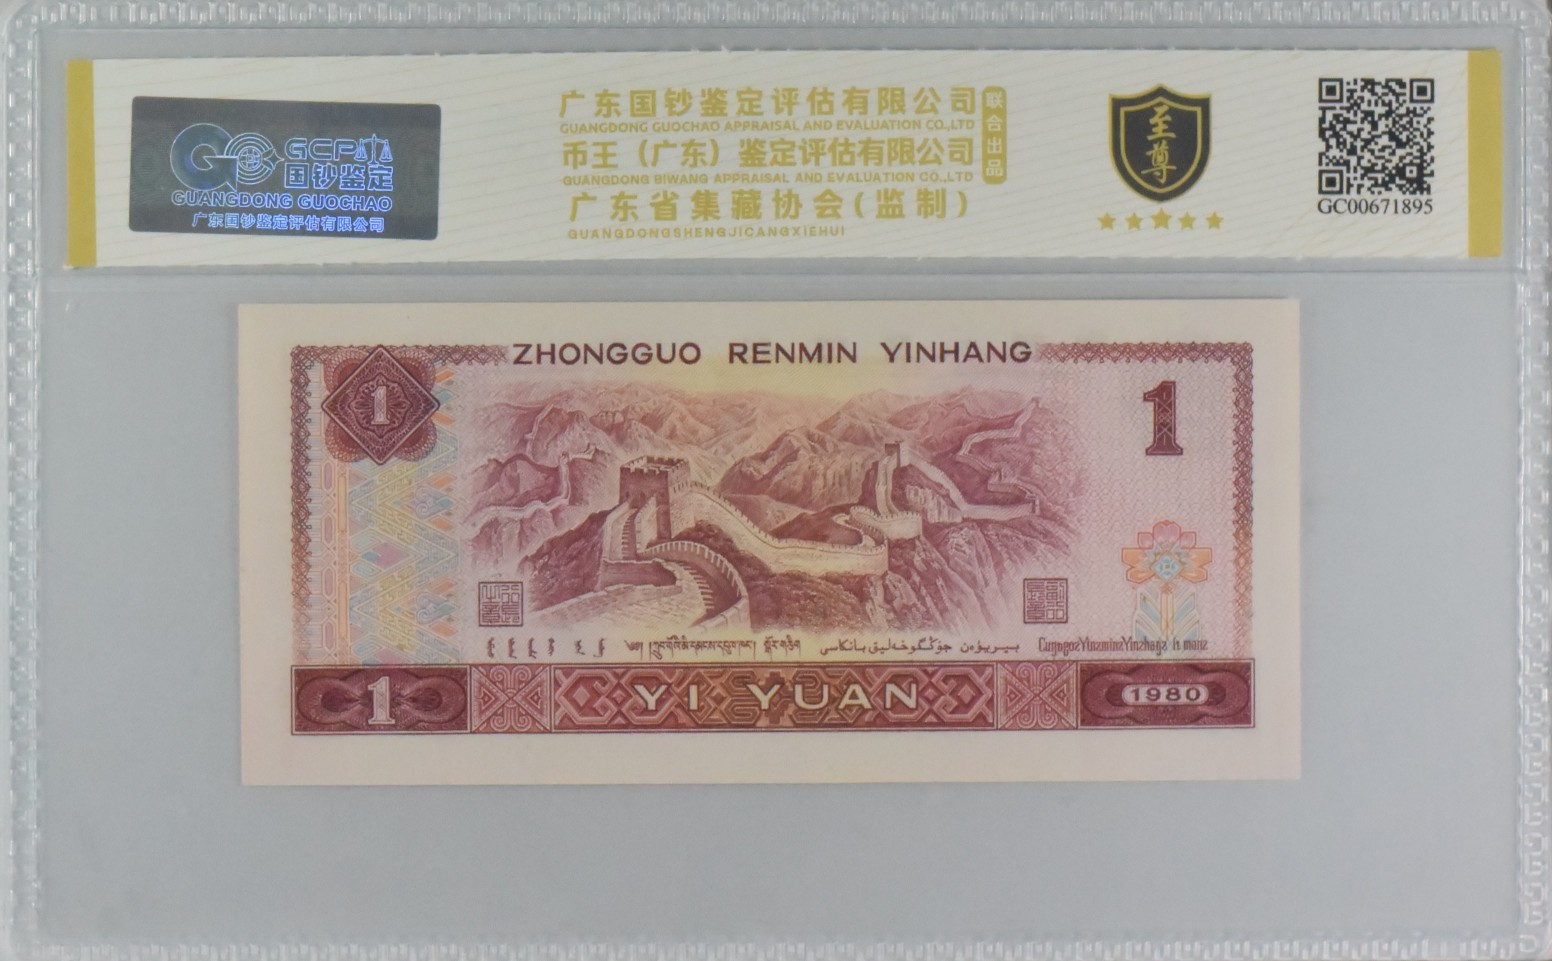 GCP
国钞鉴定
GUANGDONG GUOCHAO
广东国钞鉴定评估有限公司
广东国钞鉴定评估有限公司
GUANGDONG GUOCHAO APPRAISAL AND EVALUATION CO.,LTD
币王（广东）鉴定评估有限公司
GUANGDONG BIWANG APPRAISAL AND EVALUATION CO.,LTD
联合出品
广东省集藏协会(监制)
GUANGDONGSHENGJICANGXIEHUI
至尊
GC00671895
ZHONGGUO RENMIN YINHANG
1
1
1
YI YUAN
1980